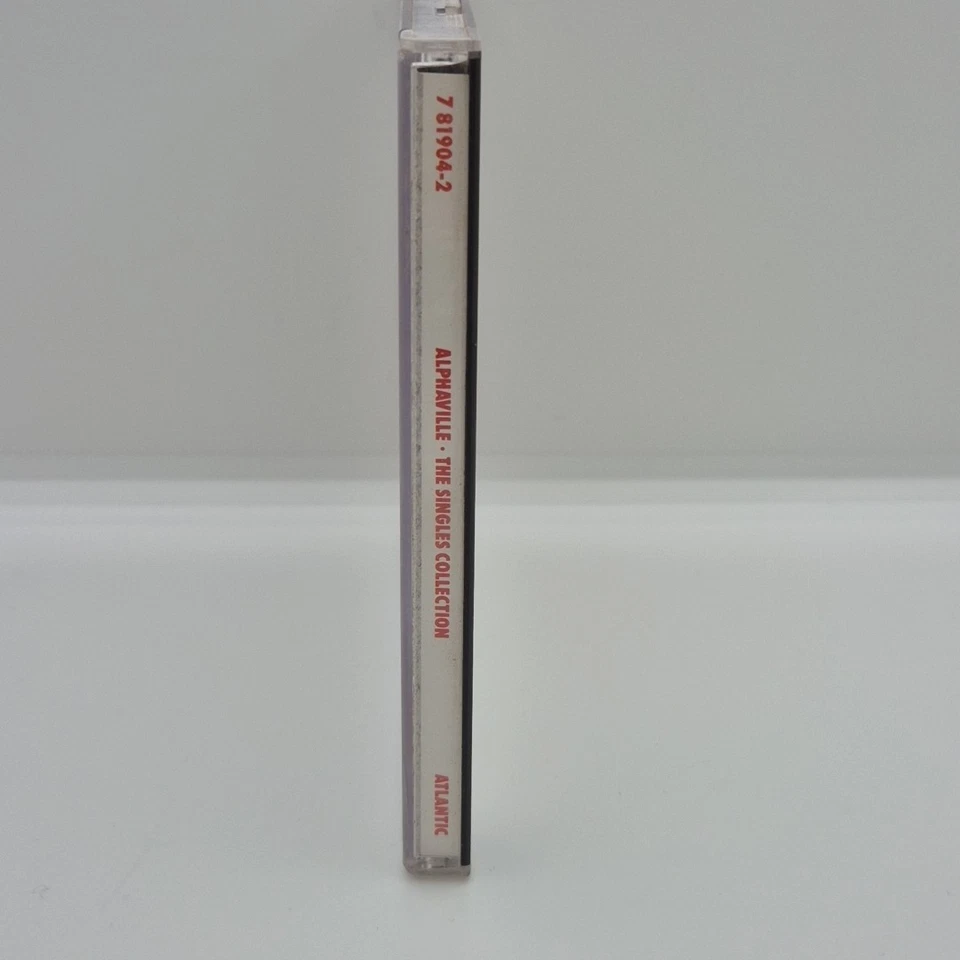 7 81904-2
ALPHAVILLE · THE SINGLES COLLECTION
ATLANTIC